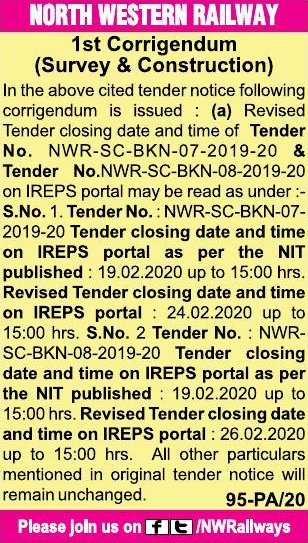 NORTH WESTERN RAILWAY
1st Corrigendum
(Survey & Construction)
In the above cited tender notice following
corrigendum is issued : (a) Revised
Tender closing date and time of Tender
No. NWR-SC-BKN-07-2019-20 &
Tender No.NWR-SC-BKN-08-2019-20
on IREPS portal may be read as under :-
S.No. 1. Tender No. : NWR-SC-BKN-07-
2019-20 Tender closing date and time
on IREPS portal as per the NIT
published : 19.02.2020 up to 15:00 hrs.
Revised Tender closing date and time
on IREPS portal : 24.02.2020 up to
15:00 hrs. S.No. 2 Tender No. : NWR-
SC-BKN-08-2019-20 Tender closing
date and time on IREPS portal as per
the NIT published : 19.02.2020 up to
15:00 hrs. Revised Tender closing date
and time on IREPS portal : 26.02.2020
up to 15:00 hrs. All other particulars
mentioned in original tender notice will
remain unchanged. 95-PA/20
Please join us on f t /NWRailways